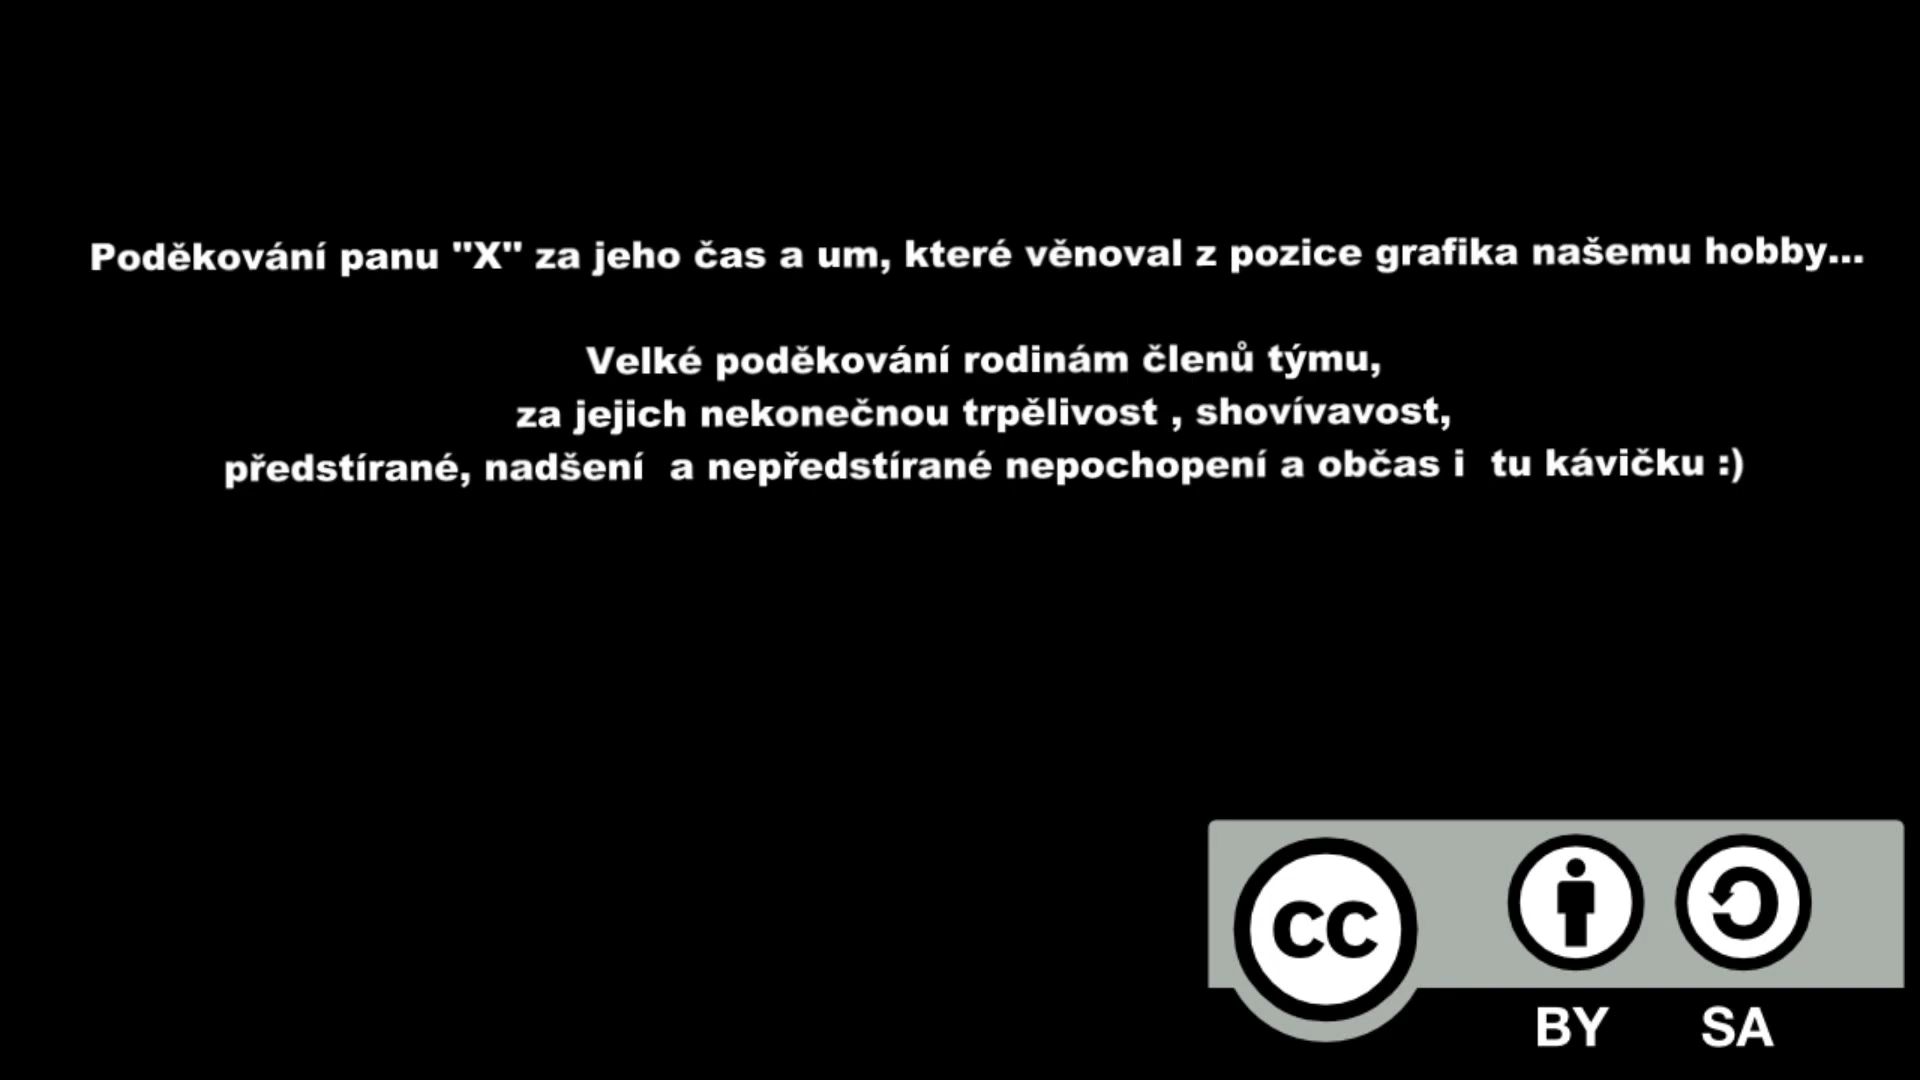 Poděkování panu "X" za jeho čas a um, které věnoval z pozice grafika našemu hobby...
Velké poděkování rodinám členů týmu,
za jejich nekonečnou trpělivost , shovívavost,
předstírané, nadšení  a nepředstírané nepochopení a občas i  tu kávičku :)
CC
BY SA